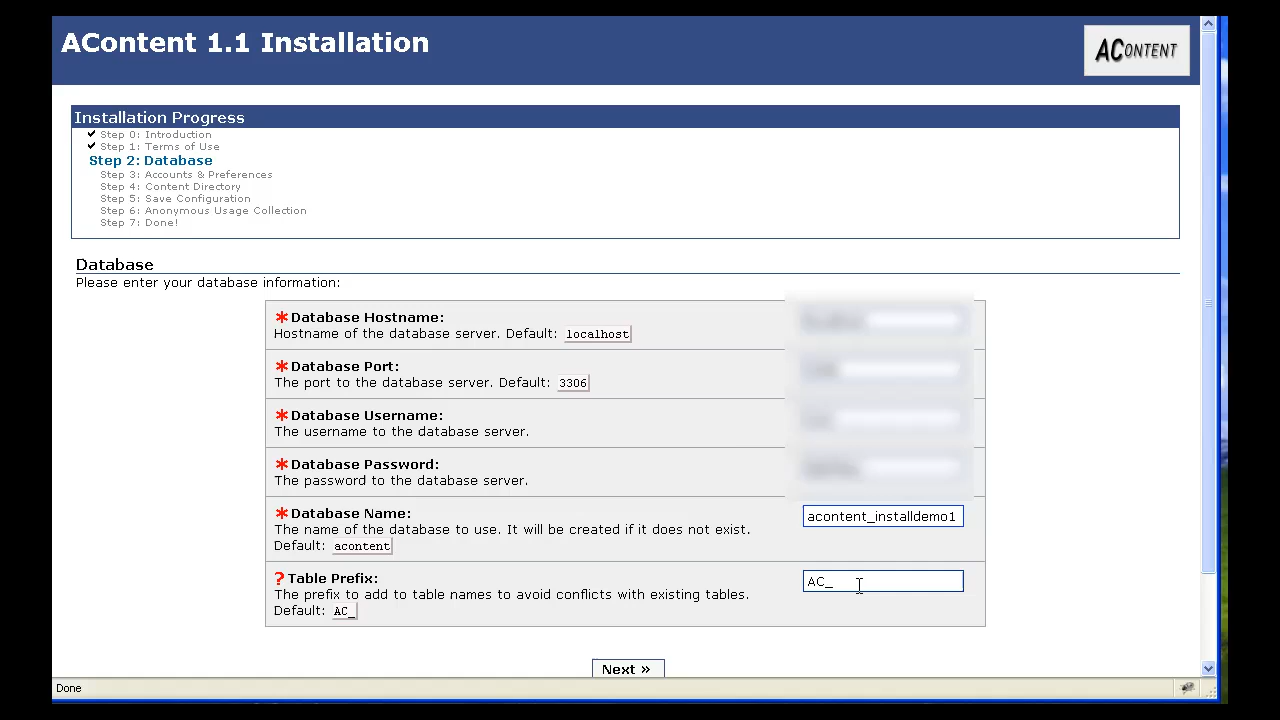 AContent 1.1 Installation
ACONTENT
Installation Progress
Step 0: Introduction
Step 1: Terms of Use
Step 2: Database
Step 3: Accounts & Preferences
Step 4: Content Directory
Step 5: Save Configuration
Step 6: Anonymous Usage Collection
Step 7: Done!
Database
Please enter your database information:
*Database Hostname:
Hostname of the database server. Default: localhost
*Database Port:
The port to the database server. Default: 3306
*Database Username:
The username to the database server.
*Database Password:
The password to the database server.
*Database Name:
The name of the database to use. It will be created if it does not exist.
Default: acontent
acontent_installdemo1
?Table Prefix:
The prefix to add to table names to avoid conflicts with existing tables.
Default: AC_
AC_
Next »
Done